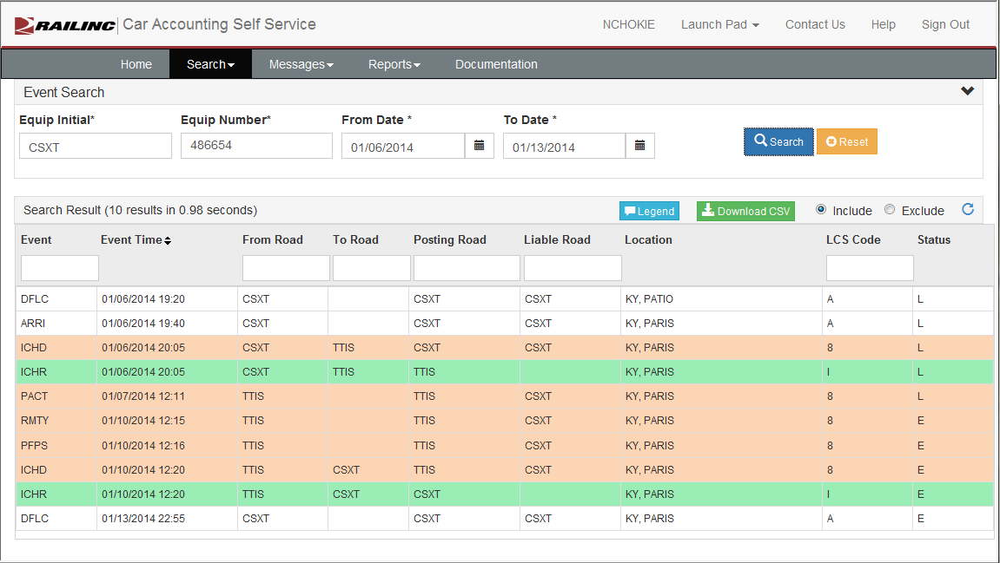 RAILINC Car Accounting Self Service NCHOKIE Launch Pad Contact Us Help Sign Out
Home Search Messages Reports Documentation
Event Search
Equip Initial* Equip Number* From Date * To Date *
CSXT 486654 01/06/2014 01/13/2014 Search Reset
Search Result (10 results in 0.98 seconds) Legend Download CSV Include Exclude
Event Event Time From Road To Road Posting Road Liable Road Location LCS Code Status
DFLC 01/06/2014 19:20 CSXT CSXT CSXT KY, PATIO A L
ARRI 01/06/2014 19:40 CSXT CSXT CSXT KY, PARIS A L
ICHD 01/06/2014 20:05 CSXT TTIS CSXT CSXT KY, PARIS 8 L
ICHR 01/06/2014 20:05 CSXT TTIS TTIS KY, PARIS I L
PACT 01/07/2014 12:11 TTIS TTIS CSXT KY, PARIS 8 L
RMTY 01/10/2014 12:15 TTIS TTIS CSXT KY, PARIS 8 E
PFPS 01/10/2014 12:16 TTIS TTIS CSXT KY, PARIS 8 E
ICHD 01/10/2014 12:20 TTIS CSXT TTIS CSXT KY, PARIS 8 E
ICHR 01/10/2014 12:20 TTIS CSXT CSXT KY, PARIS I E
DFLC 01/13/2014 22:55 CSXT CSXT CSXT KY, PARIS A E